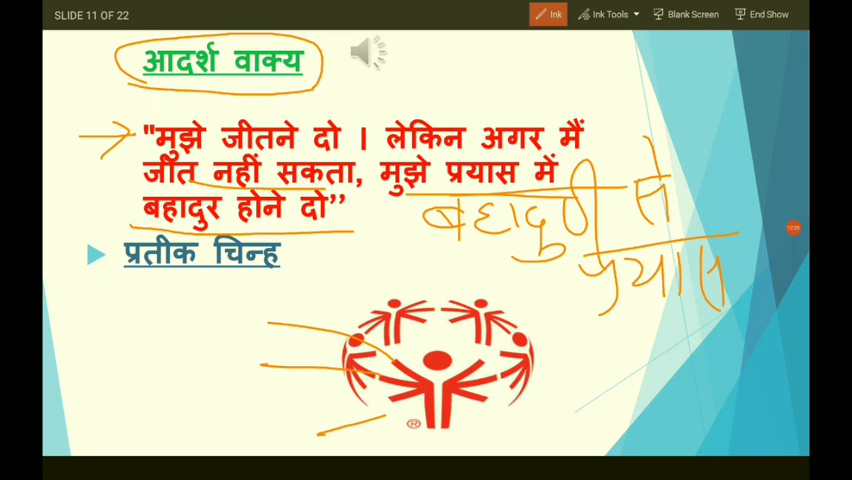 SLIDE 11 OF 22
Ink
Ink Tools
Blank Screen
End Show
आदर्श वाक्य
"मुझे जीतने दो । लेकिन अगर मैं
जीत नहीं सकता, मुझे प्रयास में
बहादुर होने दो’’
बहादुरी से
प्रयास
प्रतीक चिन्ह
®